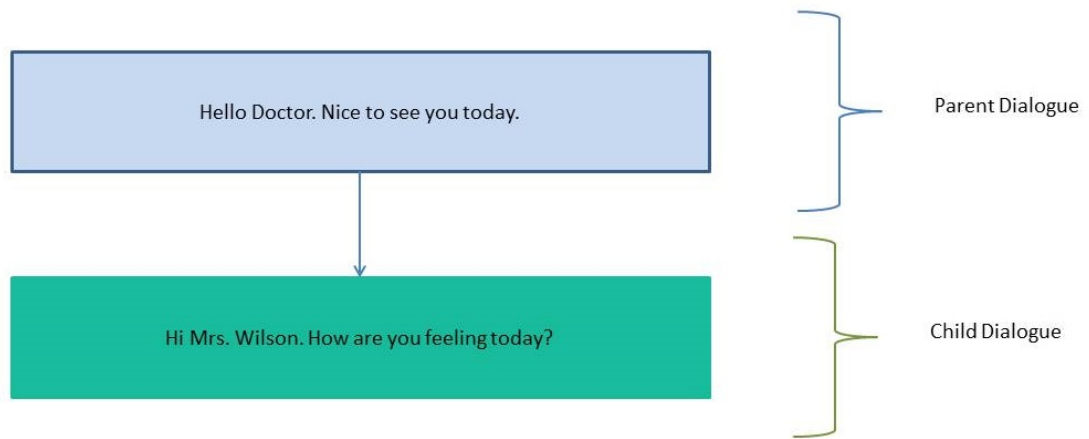 Hello Doctor. Nice to see you today.
Parent Dialogue
Hi Mrs. Wilson. How are you feeling today?
Child Dialogue